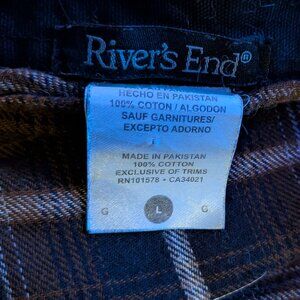 River's End®
HECHO EN PAKISTAN
100% COTON / ALGODON
SAUF GARNITURES/
EXCEPTO ADORNO
MADE IN PAKISTAN
100% COTTON
EXCLUSIVE OF TRIMS
RN101578 • CA34021
G L G